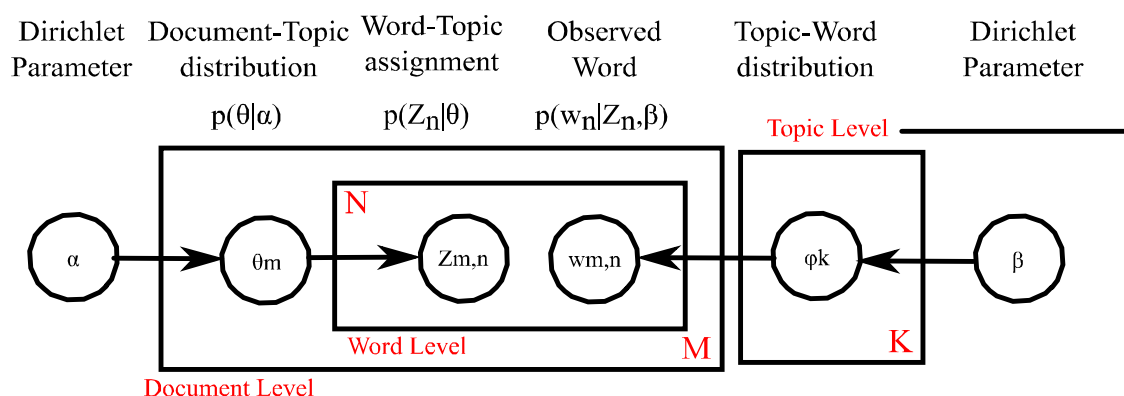 Dirichlet
Parameter
Document-Topic
distribution
p(θ|α)
Word-Topic
assignment
p(Zn|θ)
Observed
Word
p(wn|Zn,β)
Topic-Word
distribution
Dirichlet
Parameter
Topic Level
N
α
θm
Zm,n
wm,n
φk
β
Word Level
M
K
Document Level